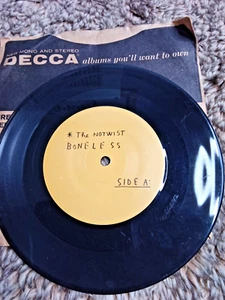 MONO AND STEREO
DECCA albums you'll want to own
* The NOTWIST
BONELESS
SIDE A: